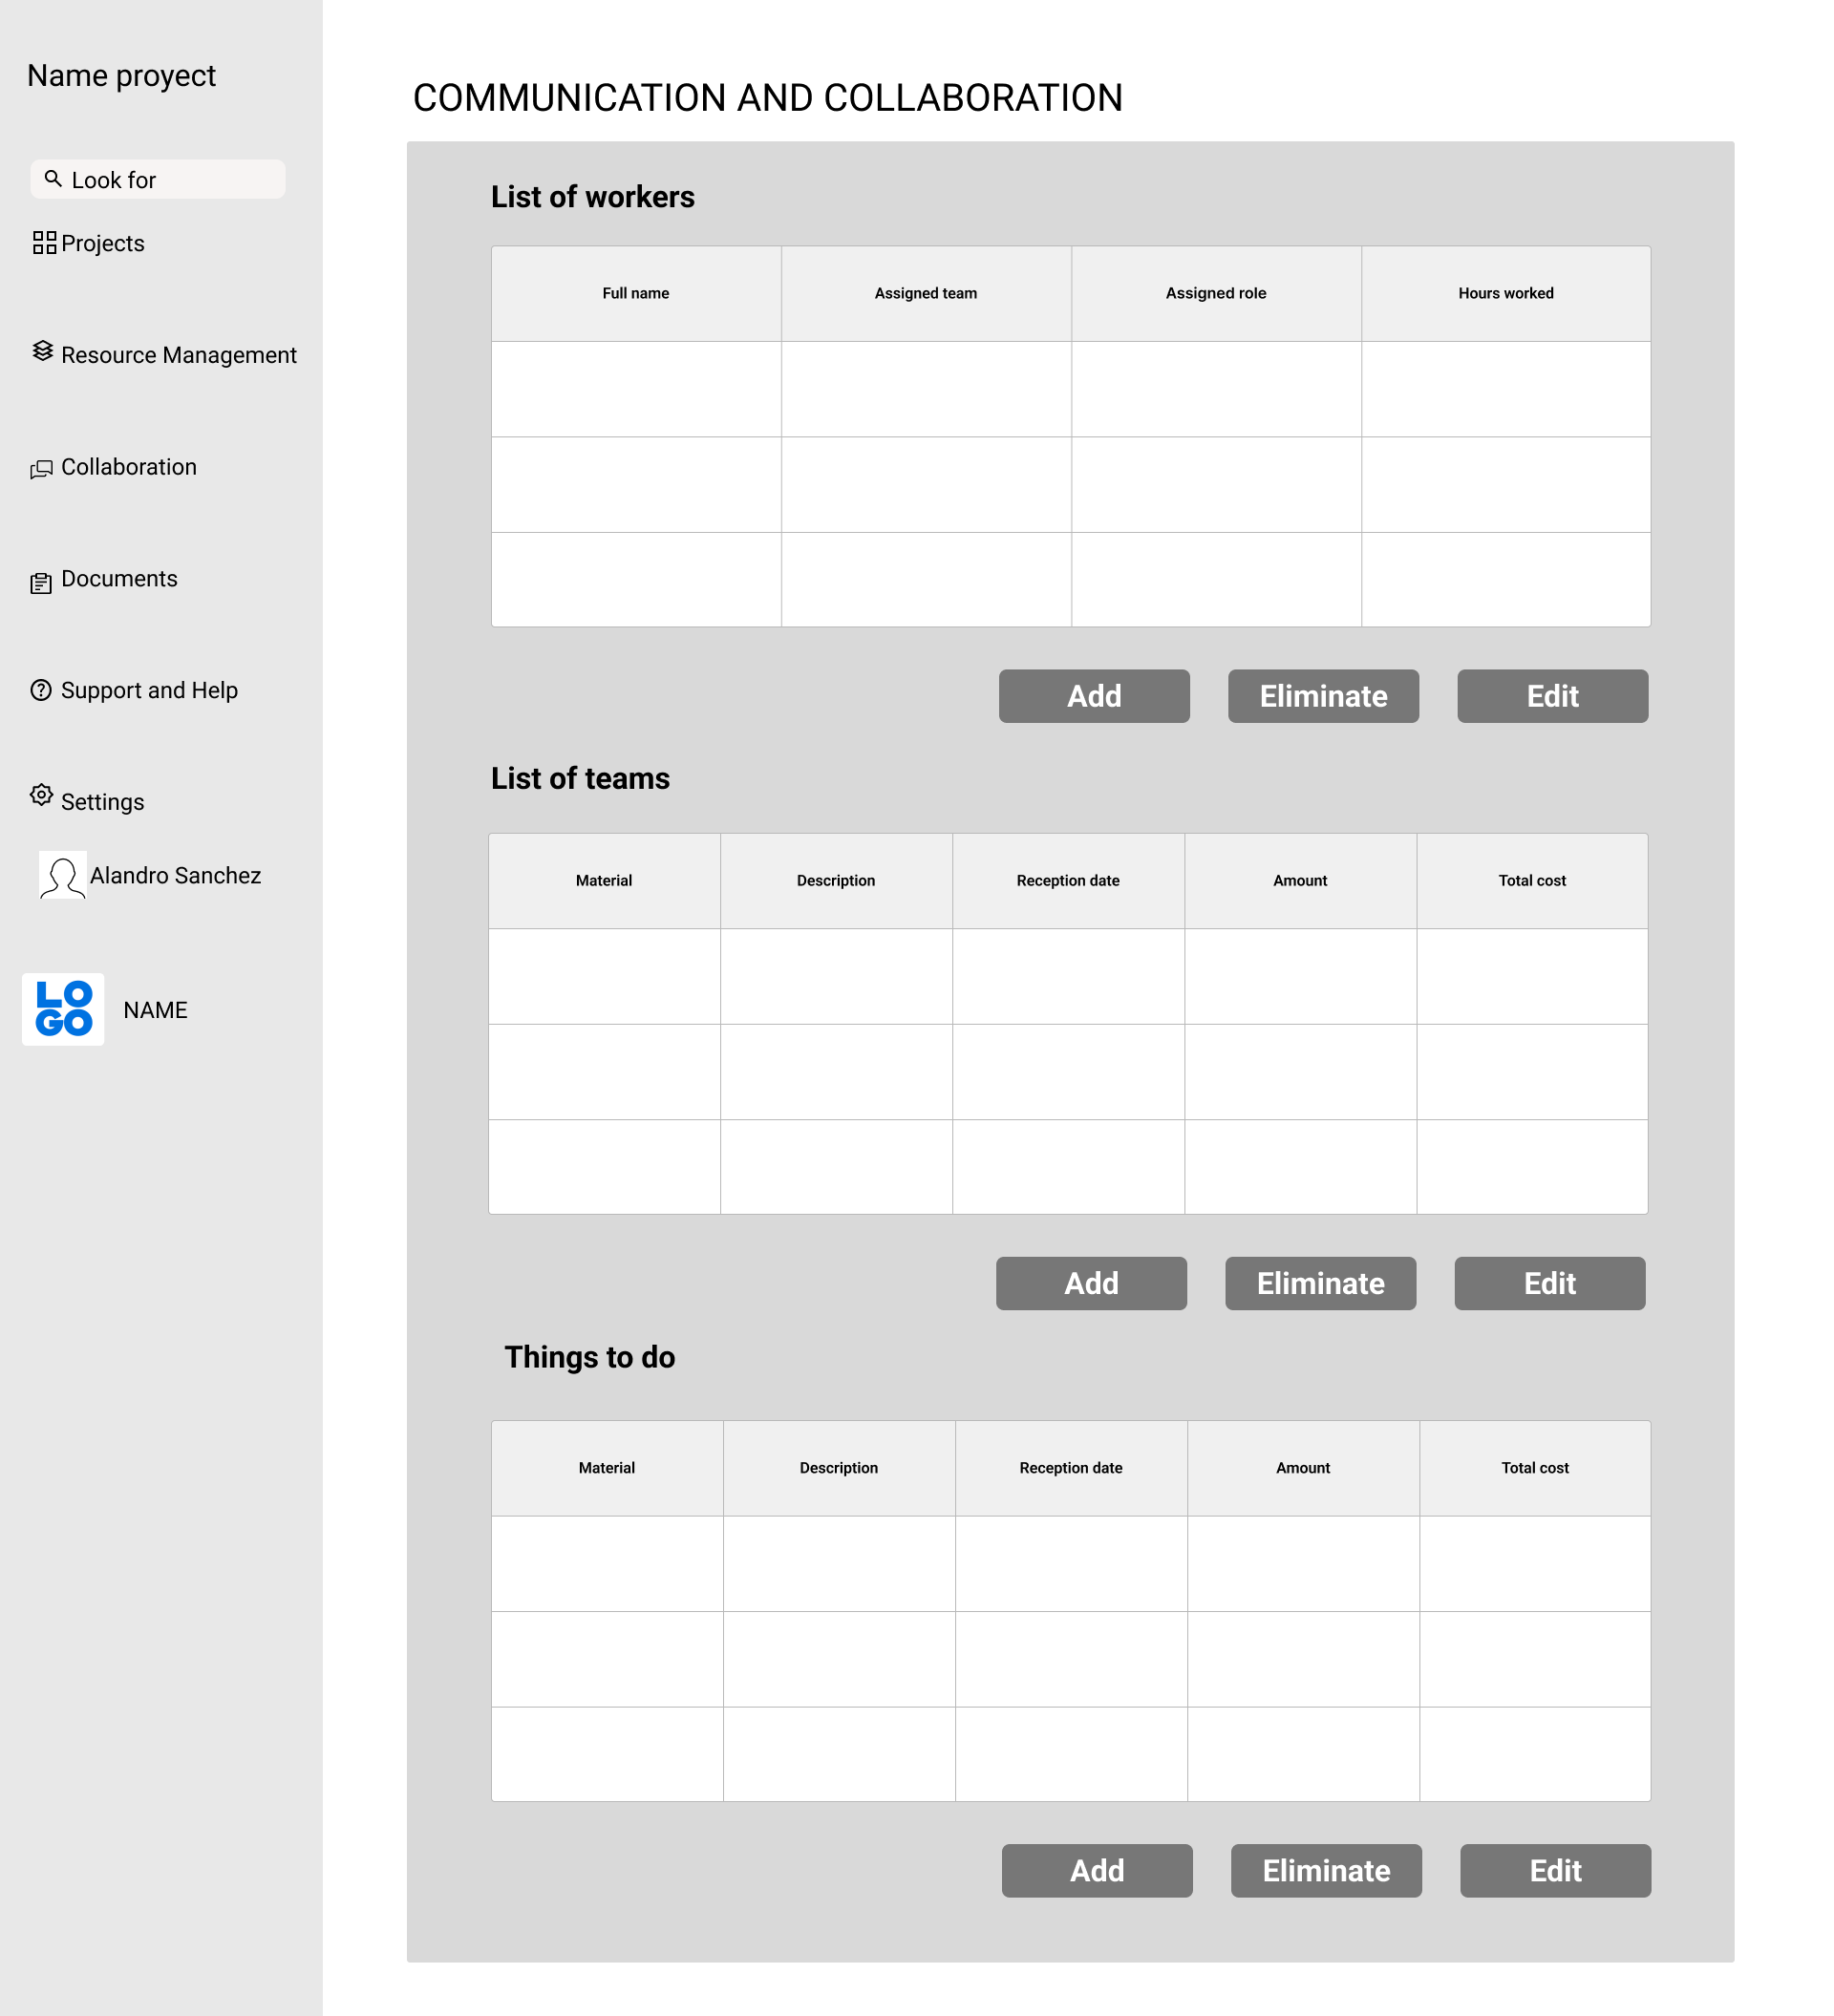 Name proyect
Look for
Projects
Resource Management
Collaboration
Documents
Support and Help
Settings
Alandro Sanchez
LO
GO
NAME
COMMUNICATION AND COLLABORATION
List of workers
Full name Assigned team Assigned role Hours worked
Add Eliminate Edit
List of teams
Material Description Reception date Amount Total cost
Add Eliminate Edit
Things to do
Material Description Reception date Amount Total cost
Add Eliminate Edit